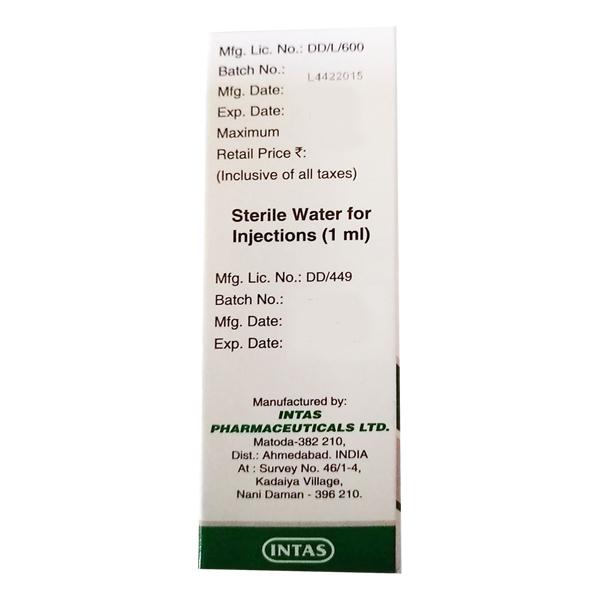 Mfg. Lic. No.: DD/L/600
Batch No.: L4422015
Mfg. Date:
Exp. Date:
Maximum
Retail Price ₹:
(Inclusive of all taxes)
Sterile Water for
Injections (1 ml)
Mfg. Lic. No.: DD/449
Batch No.:
Mfg. Date:
Exp. Date:
Manufactured by:
INTAS
PHARMACEUTICALS LTD.
Matoda-382 210,
Dist.: Ahmedabad. INDIA
At : Survey No. 46/1-4,
Kadaiya Village,
Nani Daman - 396 210.
INTAS